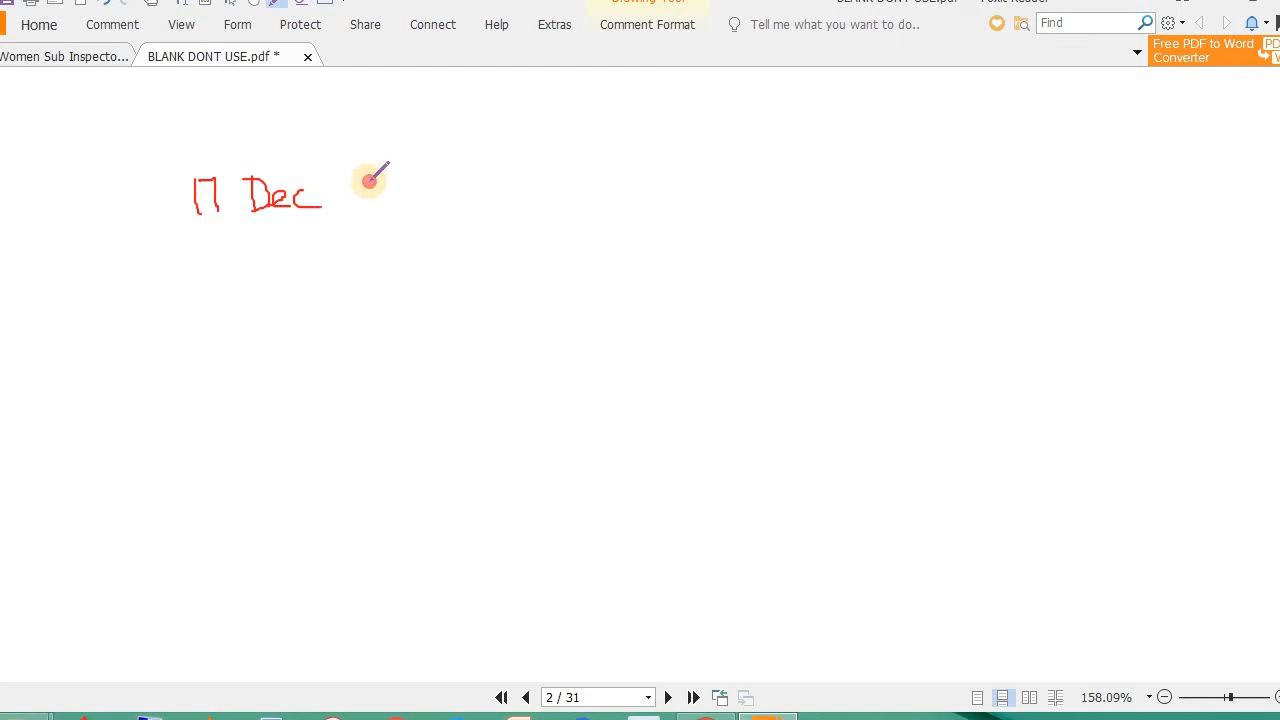 Home Comment View Form Protect Share Connect Help Extras Comment Format Tell me what you want to do.. Find
Women Sub Inspecto... BLANK DONT USE.pdf * Free PDF to Word
Converter
17 Dec
2 / 31 158.09%